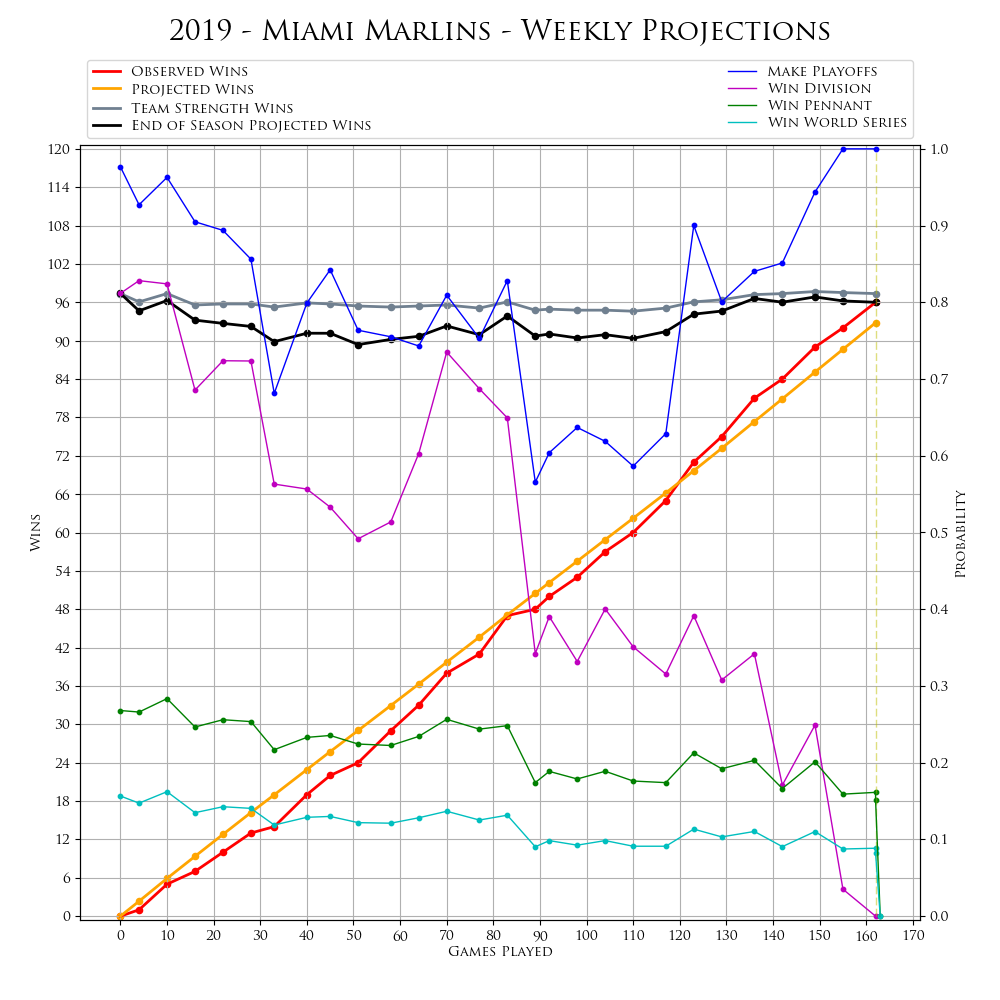 2019 - Miami Marlins - Weekly Projections
Observed Wins
Projected Wins
Team Strength Wins
End of Season Projected Wins
Make Playoffs
Win Division
Win Pennant
Win World Series
120
114
108
102
96
90
84
78
72
66
60
54
48
42
36
30
24
18
12
6
0
Wins
1.0
0.9
0.8
0.7
0.6
0.5
0.4
0.3
0.2
0.1
0.0
Probability
0 10 20 30 40 50 60 70 80 90 100 110 120 130 140 150 160 170
Games Played